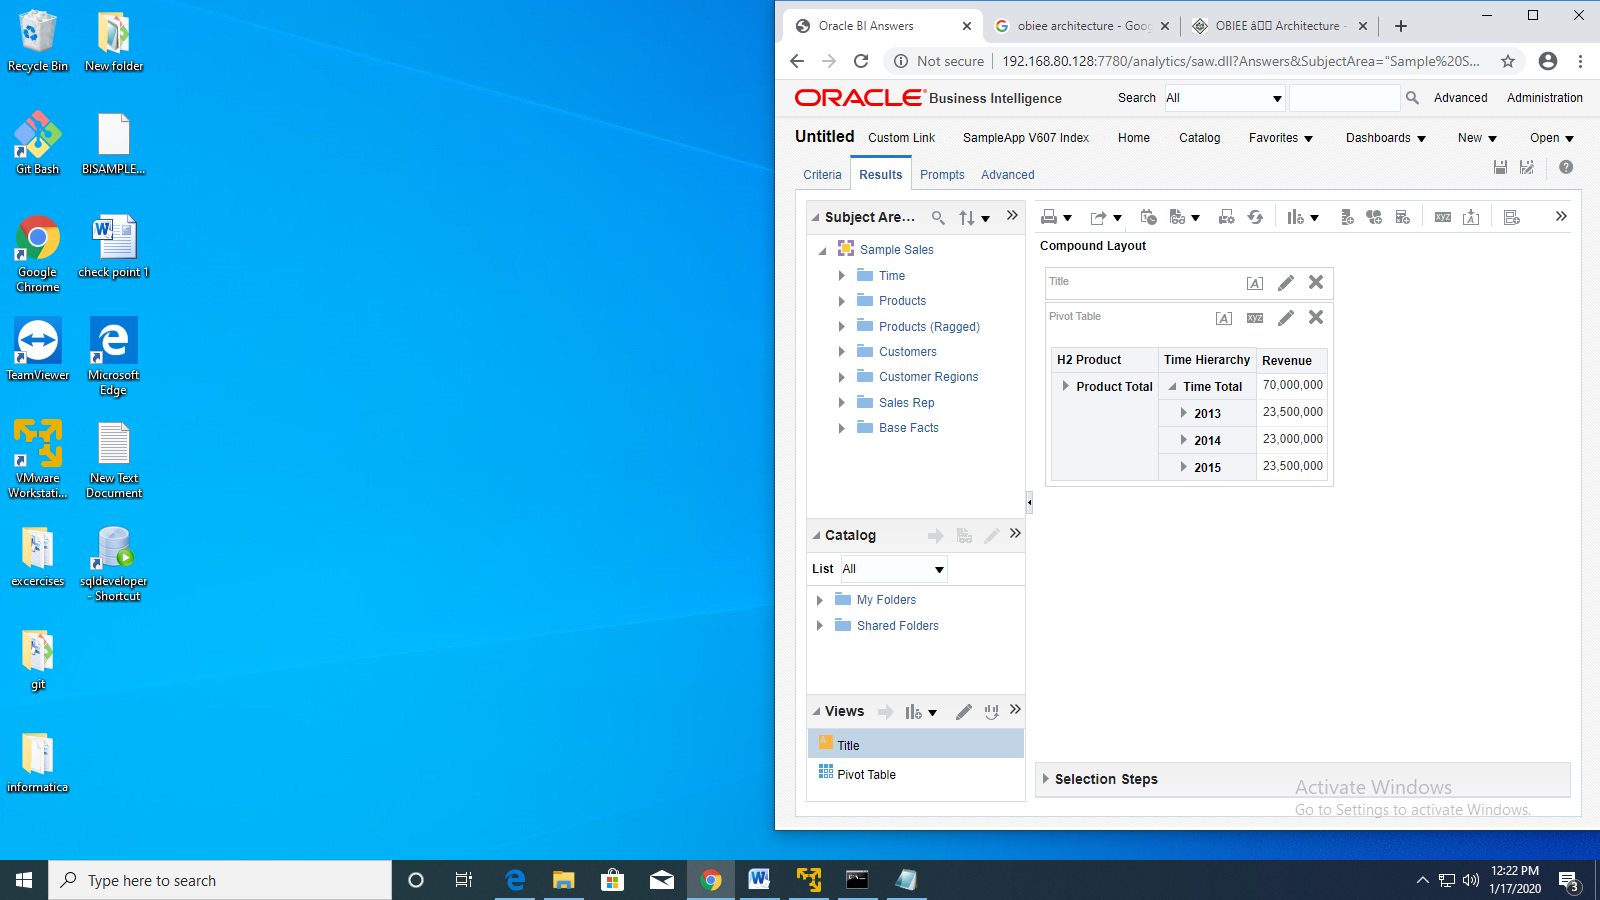 Recycle Bin
New folder
Git Bash
BISAMPLE...
Google Chrome
check point 1
TeamViewer
Microsoft Edge
VMware Workstati...
New Text Document
excercises
sqldeveloper - Shortcut
git
informatica
Oracle BI Answers
obiee architecture - Goog
OBIEE â Architecture -
Not secure
192.168.80.128:7780/analytics/saw.dll?Answers&SubjectArea="Sample%20S...
ORACLE Business Intelligence
Search
All
Advanced
Administration
Untitled
Custom Link
SampleApp V607 Index
Home
Catalog
Favorites
Dashboards
New
Open
Criteria
Results
Prompts
Advanced
Subject Are...
Sample Sales
Time
Products
Products (Ragged)
Customers
Customer Regions
Sales Rep
Base Facts
Catalog
List All
My Folders
Shared Folders
Views
Title
Pivot Table
Compound Layout
Title
Pivot Table
xyz
H2 Product Time Hierarchy Revenue
Product Total Time Total 70,000,000
2013 23,500,000
2014 23,000,000
2015 23,500,000
Selection Steps
Activate Windows
Go to Settings to activate Windows.
Type here to search
12:22 PM
1/17/2020
3